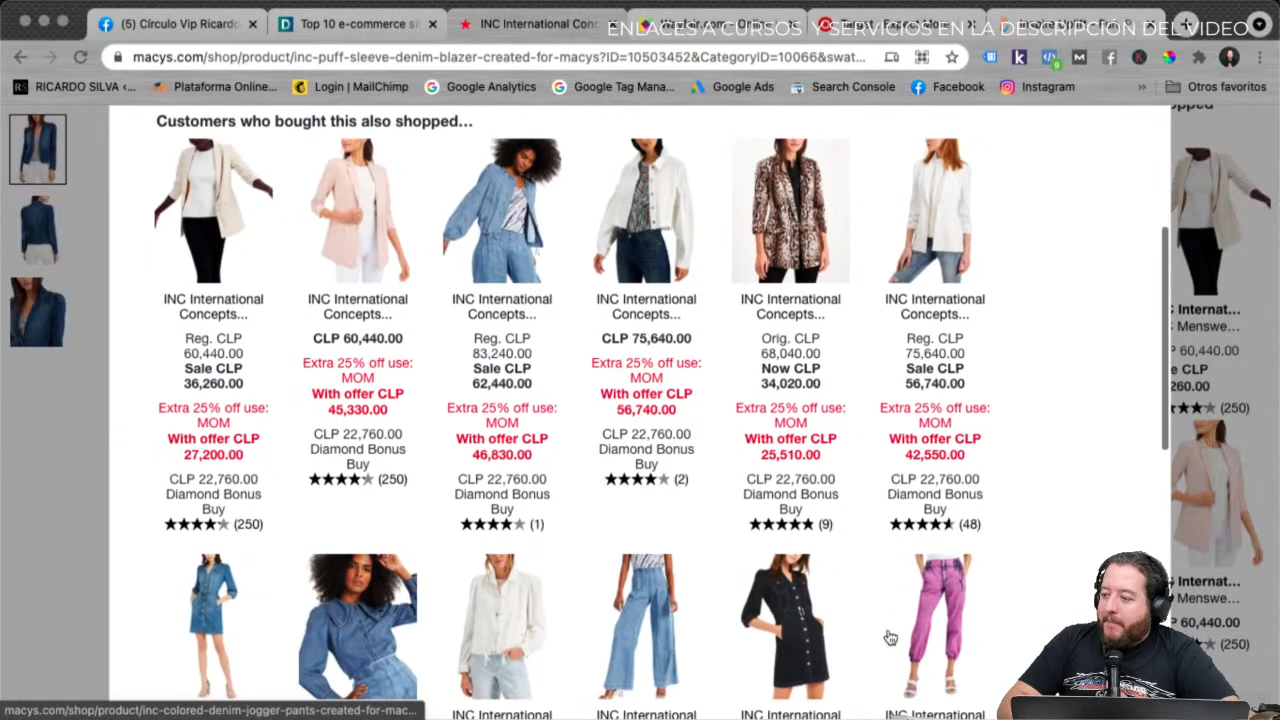 (5) Círculo Vip Ricardo
Top 10 e-commerce si
INC International Conc
ENLACES A CURSOS Y SERVICIOS EN LA DESCRIPCIÓN DEL VIDEO
macys.com/shop/product/inc-puff-sleeve-denim-blazar-created-for-macys?ID=10503452&CategoryID=10066&swat...
RICARDO SILVA ‹...
Plataforma Online...
Login | MailChimp
Google Analytics
Google Tag Mana...
Google Ads
Search Console
Facebook
Instagram
»
Otros favoritos
Customers who bought this also shopped...
INC International
Concepts...
Reg. CLP
60,440.00
Sale CLP
36,260.00
Extra 25% off use:
MOM
With offer CLP
27,200.00
CLP 22,760.00
Diamond Bonus
Buy
(250)
INC International
Concepts...
CLP 60,440.00
Extra 25% off use:
MOM
With offer CLP
45,330.00
CLP 22,760.00
Diamond Bonus
Buy
(250)
INC International
Concepts...
Reg. CLP
83,240.00
Sale CLP
62,440.00
Extra 25% off use:
MOM
With offer CLP
46,830.00
CLP 22,760.00
Diamond Bonus
Buy
(1)
INC International
Concepts...
CLP 75,640.00
Extra 25% off use:
MOM
With offer CLP
56,740.00
CLP 22,760.00
Diamond Bonus
Buy
(2)
INC International
Concepts...
Orig. CLP
68,040.00
Now CLP
34,020.00
Extra 25% off use:
MOM
With offer CLP
25,510.00
CLP 22,760.00
Diamond Bonus
Buy
(9)
INC International
Concepts...
Reg. CLP
75,640.00
Sale CLP
56,740.00
Extra 25% off use:
MOM
With offer CLP
42,550.00
CLP 22,760.00
Diamond Bonus
Buy
(48)
opped...
Internat...
Menswe...
60,440.00
e CLP
260.00
(250)
Internat...
Menswe...
60,440.00
(250)
INC International
INC International
INC International
INC International
macys.com/shop/product/inc-colored-denim-jogger-pants-created-for-mac...